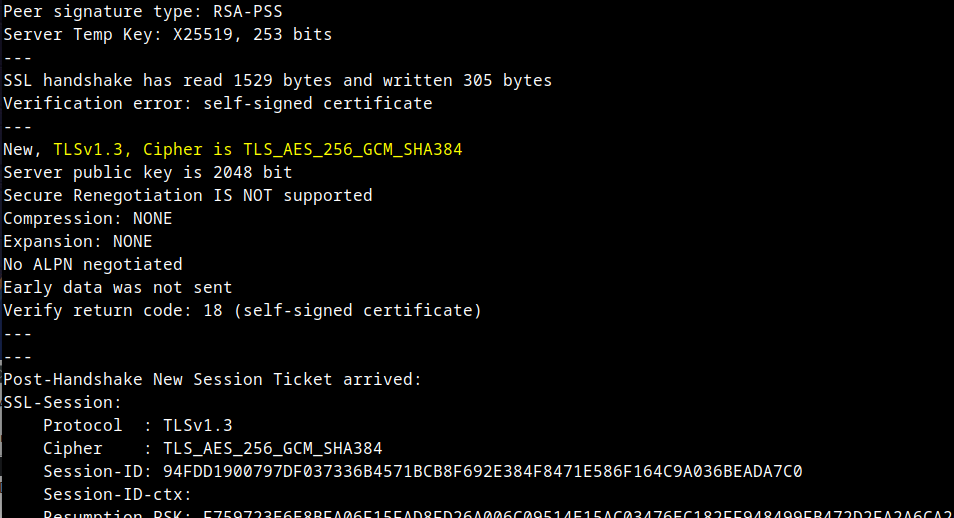 Peer signature type: RSA-PSS
Server Temp Key: X25519, 253 bits
---
SSL handshake has read 1529 bytes and written 305 bytes
Verification error: self-signed certificate
---
New, TLSv1.3, Cipher is TLS_AES_256_GCM_SHA384
Server public key is 2048 bit
Secure Renegotiation IS NOT supported
Compression: NONE
Expansion: NONE
No ALPN negotiated
Early data was not sent
Verify return code: 18 (self-signed certificate)
---
---
Post-Handshake New Session Ticket arrived:
SSL-Session:
    Protocol  : TLSv1.3
    Cipher    : TLS_AES_256_GCM_SHA384
    Session-ID: 94FDD1900797DF037336B4571BCB8F692E384F8471E586F164C9A036BEADA7C0
    Session-ID-ctx:
    Resumption PSK: